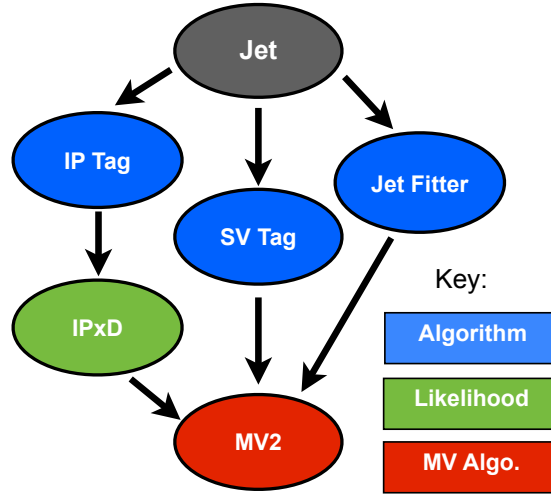 Jet
IP Tag
Jet Fitter
SV Tag
Key:
IPxD
Algorithm
Likelihood
MV2
MV Algo.